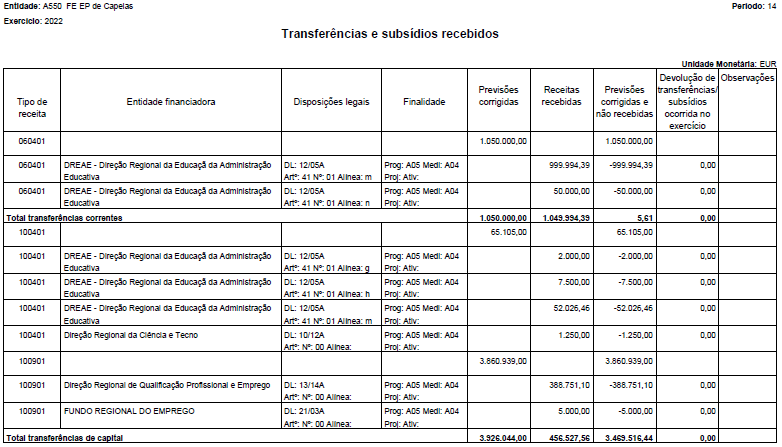 Entidade: A550 FE EP de Capelas Período: 14
Exercício: 2022
Transferências e subsídios recebidos
Unidade Monetária: EUR
Tipo de receita Entidade financiadora Disposições legais Finalidade Previsões corrigidas Receitas recebidas Previsões corrigidas e não recebidas Devolução de transferências/ subsídios ocorrida no exercício Observações
060401 1.050.000,00 1.050.000,00
060401 DREAE - Direção Regional da Educaçã da Administração DL: 12/05A Prog: A05 Medi: A04 999.994,39 -999.994,39 0,00
Educativa Artº: 41 Nº: 01 Alinea: m Proj: Ativ:
060401 DREAE - Direção Regional da Educaçã da Administração DL: 12/05A Prog: A05 Medi: A04 50.000,00 -50.000,00 0,00
Educativa Artº: 41 Nº: 01 Alinea: n Proj: Ativ:
Total transferências correntes 1.050.000,00 1.049.994,39 5,61 0,00
100401 65.105,00 65.105,00
100401 DREAE - Direção Regional da Educaçã da Administração DL: 12/05A Prog: A05 Medi: A04 2.000,00 -2.000,00 0,00
Educativa Artº: 41 Nº: 01 Alinea: g Proj: Ativ:
100401 DREAE - Direção Regional da Educaçã da Administração DL: 12/05A Prog: A05 Medi: A04 7.500,00 -7.500,00 0,00
Educativa Artº: 41 Nº: 01 Alinea: h Proj: Ativ:
100401 DREAE - Direção Regional da Educaçã da Administração DL: 12/05A Prog: A05 Medi: A04 52.026,46 -52.026,46 0,00
Educativa Artº: 41 Nº: 01 Alinea: m Proj: Ativ:
100401 Direção Regional da Ciência e Tecno DL: 10/12A Prog: A05 Medi: A04 1.250,00 -1.250,00 0,00
Artº: Nº: 00 Alinea: Proj: Ativ:
100901 3.860.939,00 3.860.939,00
100901 Direção Regional de Qualificação Profissional e Emprego DL: 13/14A Prog: A05 Medi: A04 388.751,10 -388.751,10 0,00
Artº: Nº: 00 Alinea: Proj: Ativ:
100901 FUNDO REGIONAL DO EMPREGO DL: 21/03A Prog: A05 Medi: A04 5.000,00 -5.000,00 0,00
Artº: Nº: 00 Alinea: Proj: Ativ:
Total transferências de capital 3.926.044,00 456.527,56 3.469.516,44 0,00